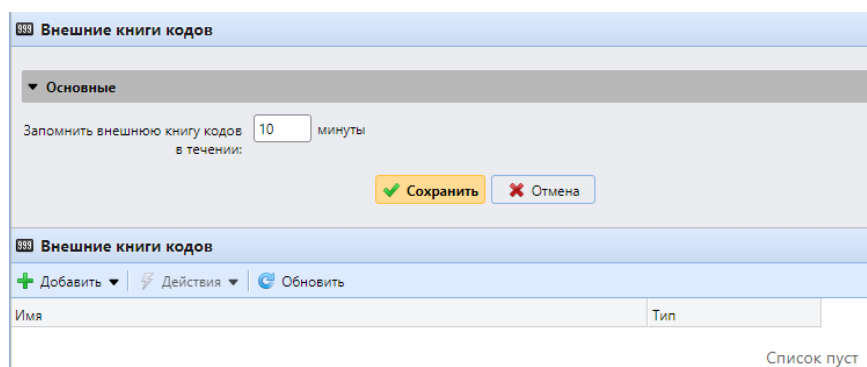 Внешние книги кодов
Основные
Запомнить внешнюю книгу кодов 10 минуты
в течении:
Сохранить Отмена
Внешние книги кодов
Добавить Действия Обновить
Имя Тип
Список пуст